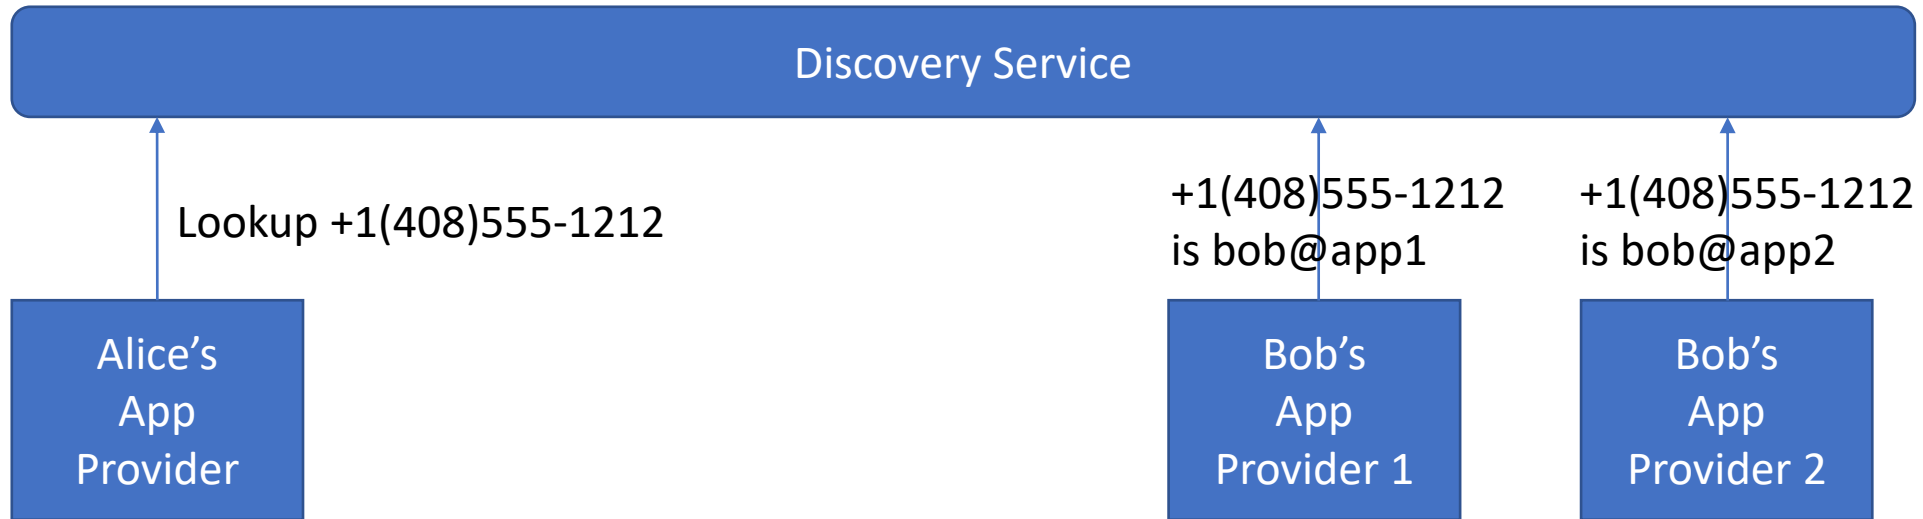 Discovery Service
Lookup +1(408)555-1212
+1(408)555-1212
is bob@app1
+1(408)555-1212
is bob@app2
Alice’s
App
Provider
Bob’s
App
Provider 1
Bob’s
App
Provider 2